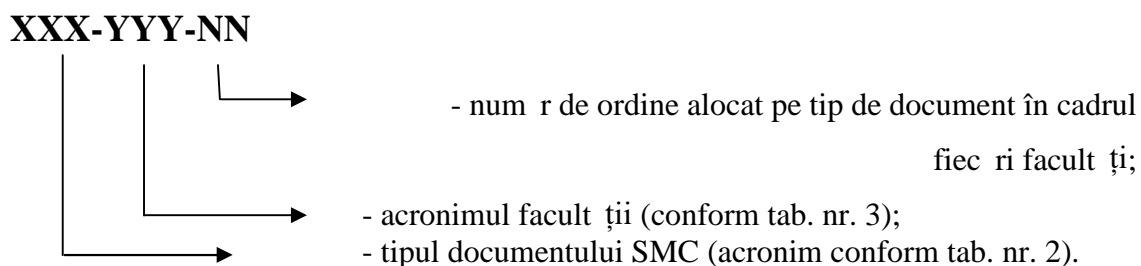 XXX-YYY-NN
- num r de ordine alocat pe tip de document în cadrul
fiec ri facult ți;
- acronimul facult ții (conform tab. nr. 3);
- tipul documentului SMC (acronim conform tab. nr. 2).